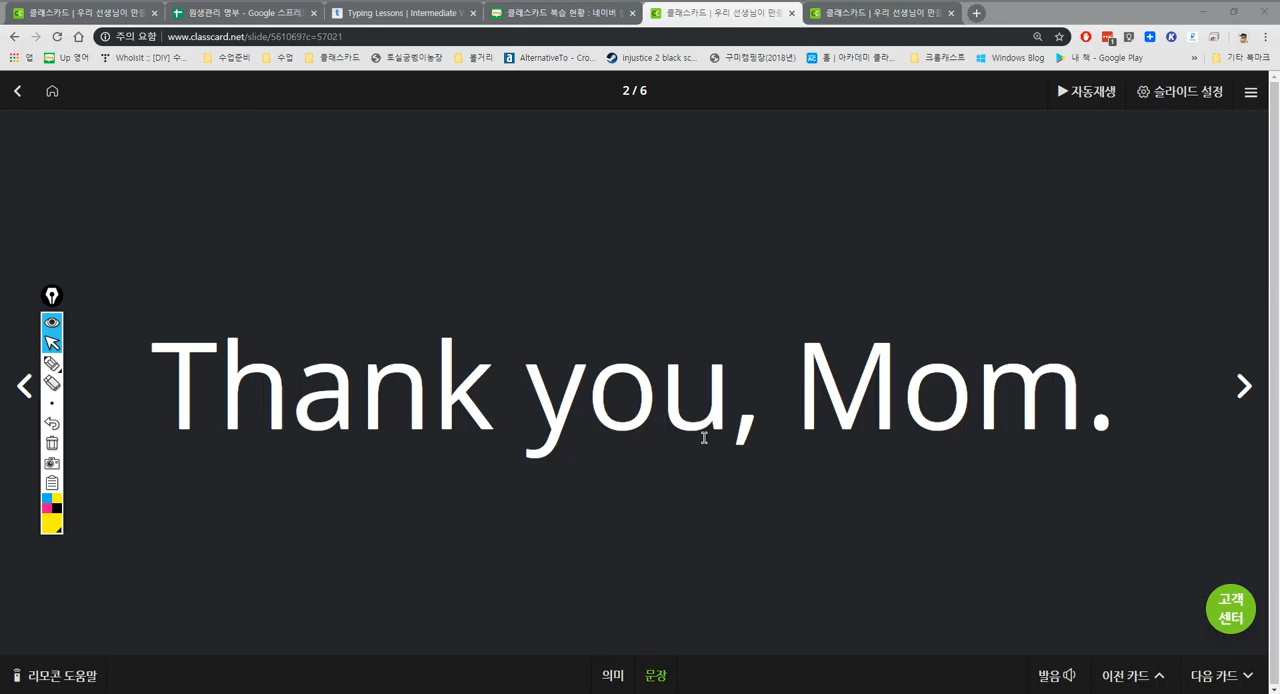 클래스카드 | 우리 선생님이 만든
원생관리 명부 - Google 스프레
Typing Lessons | Intermediate
클래스카드 복습 현황 : 네이버
클래스카드 | 우리 선생님이 만든
클래스카드 | 우리 선생님이 만든
주의 요함 www.classcard.net/slide/561069?c=57021
앱 Up 영어 WhoIsIt :: [DIY] 수... 수업준비 수업 클래스카드 토실굼벵이농장 볼거리 AlternativeTo - Cro... injustice 2 black sc... 구미캠핑장(2018년) 홈 | 아카데미 클라... 크롬캐스트 Windows Blog 내 책 - Google Play » 기타 북마크
2 / 6
자동재생 슬라이드 설정
Thank you, Mom.
고객
센터
리모콘 도움말 의미 문장 발음 이전 카드 다음 카드